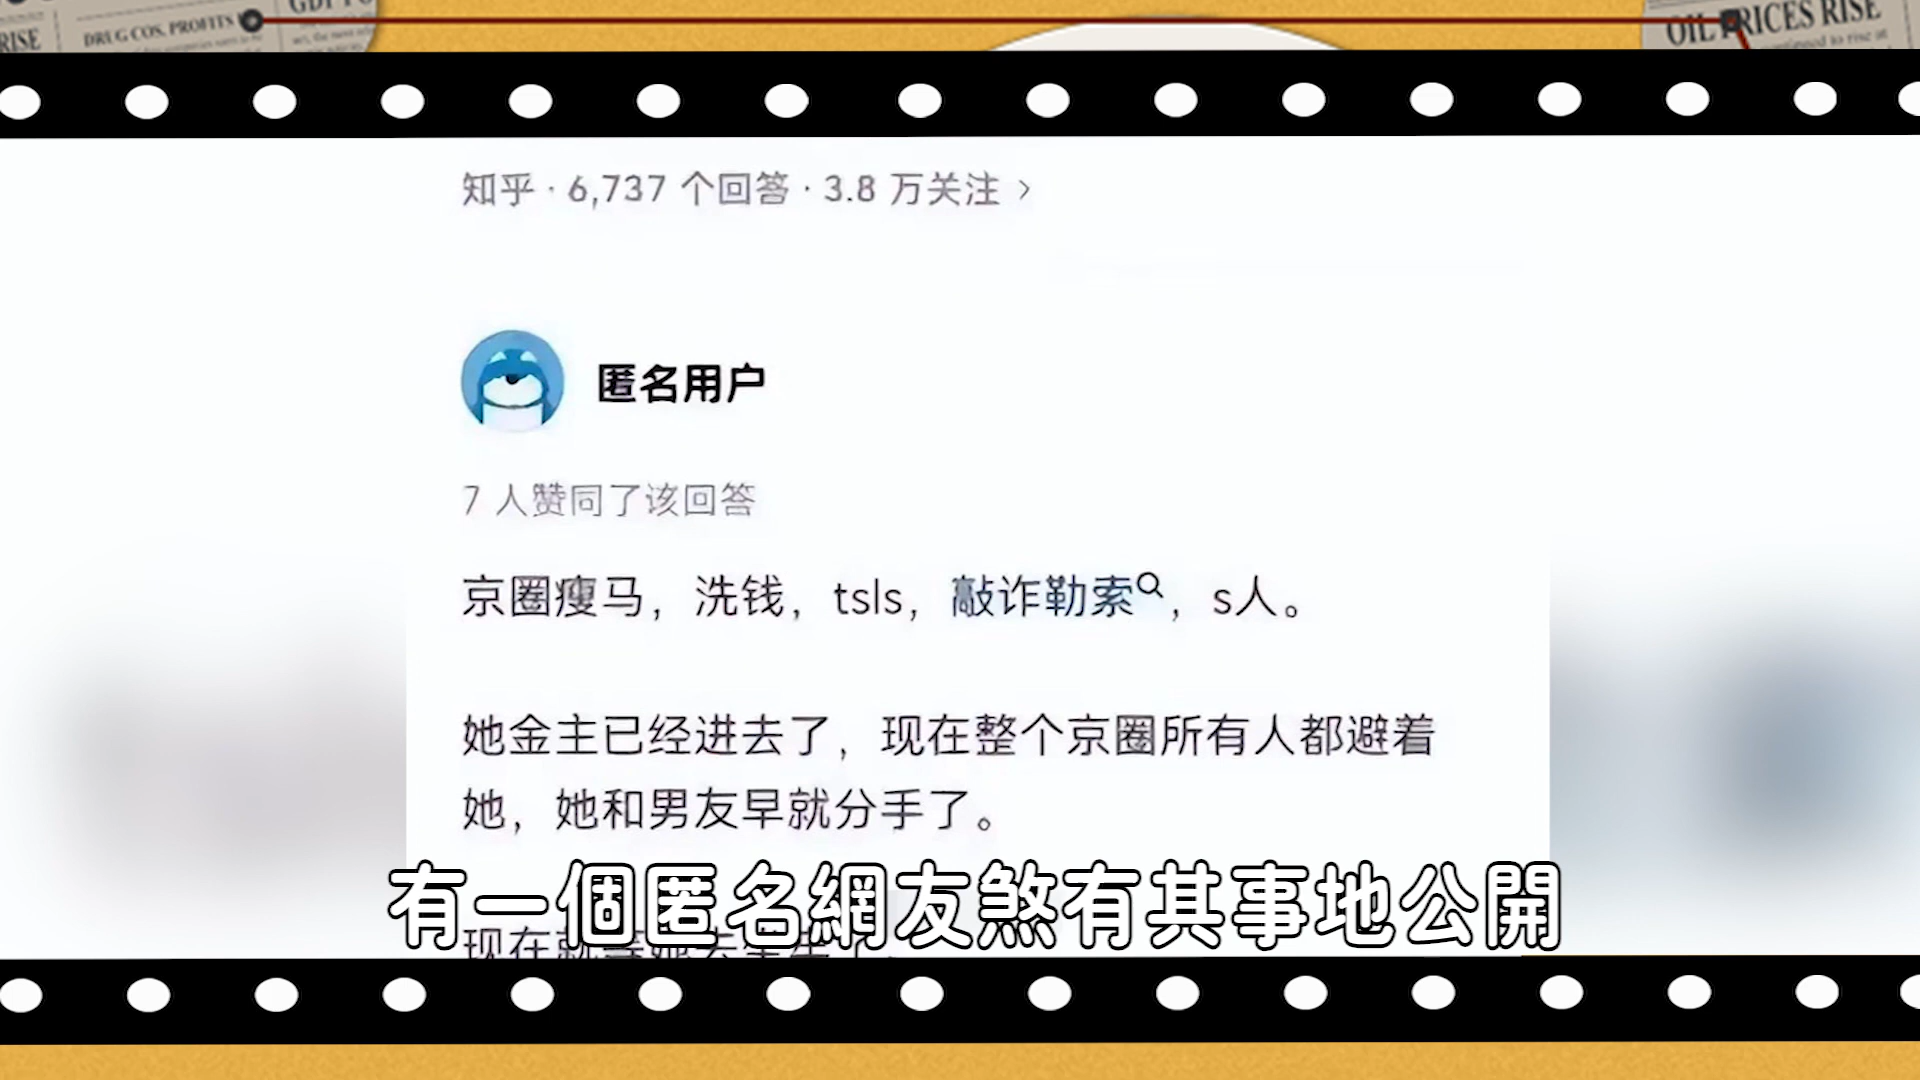 RISE
DRUG COS. PROFITS
OIL PRICES RISE
知乎 · 6,737 个回答 · 3.8 万关注 >
匿名用户
7 人赞同了该回答
京圈瘦马，洗钱，tsls，敲诈勒索，s人。
她金主已经进去了，现在整个京圈所有人都避着
她，她和男友早就分手了。
有一個匿名網友煞有其事地公開